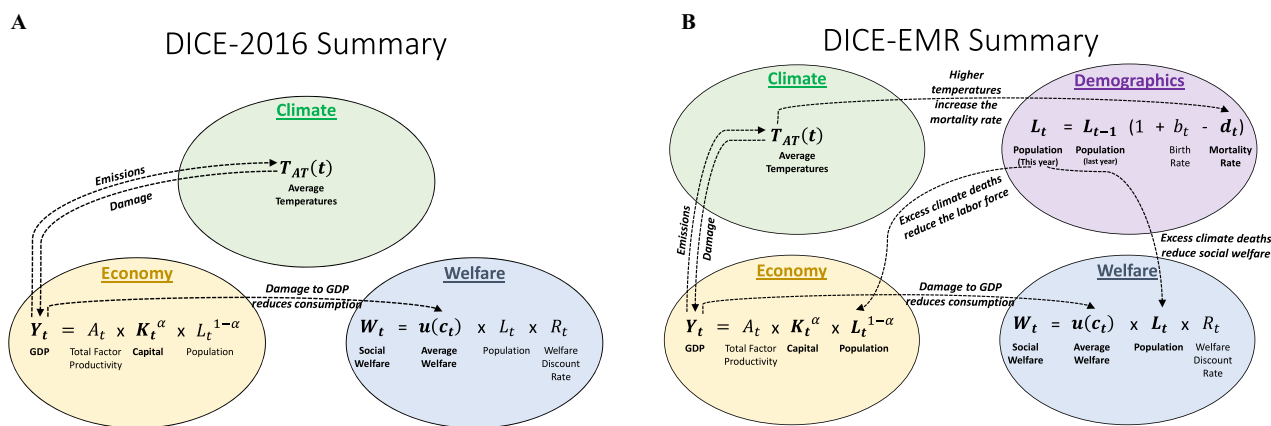 A
DICE-2016 Summary
Climate
T_AT(t)
Average
Temperatures
Emissions
Damage
Economy
Y_t = A_t x K_t^α x L_t^{1-α}
GDP
Total Factor
Productivity
Capital
Population
Damage to GDP
reduces consumption
Welfare
W_t = u(c_t) x L_t x R_t
Social
Welfare
Average
Welfare
Population
Welfare
Discount
Rate
B
DICE-EMR Summary
Climate
T_AT(t)
Average
Temperatures
Higher
temperatures
increase the
mortality rate
Demographics
L_t = L_{t-1} (1 + b_t - d_t)
Population
(This year)
Population
(last year)
Birth
Rate
Mortality
Rate
Emissions
Damage
Excess climate deaths
reduce the labor force
Excess climate deaths
reduce social welfare
Economy
Y_t = A_t x K_t^α x L_t^{1-α}
GDP
Total Factor
Productivity
Capital
Population
Damage to GDP
reduces consumption
Welfare
W_t = u(c_t) x L_t x R_t
Social
Welfare
Average
Welfare
Population
Welfare
Discount
Rate